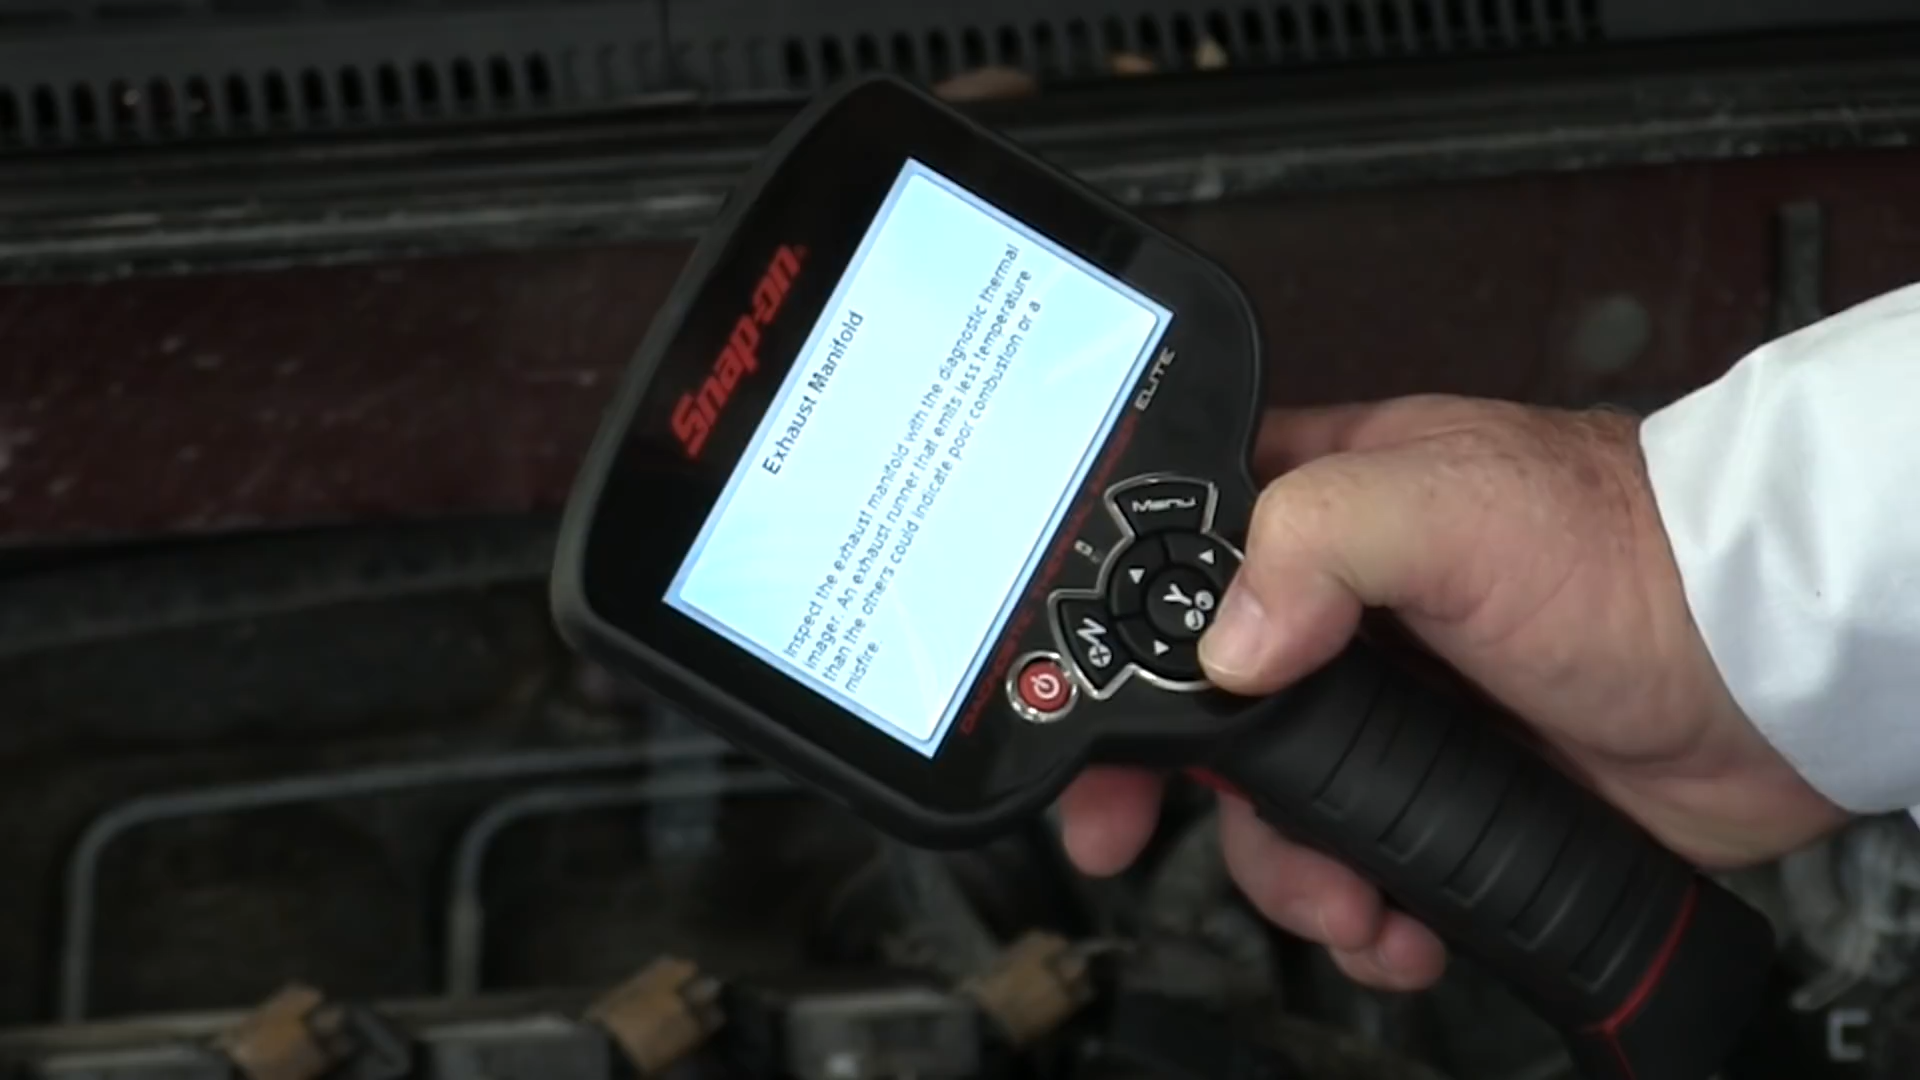 Snap-on
Exhaust Manifold
Inspect the exhaust manifold with the diagnostic thermal
imager. An exhaust runner that emits less temperature
than the others could indicate poor combustion or a
misfire.
ELITE
Menu